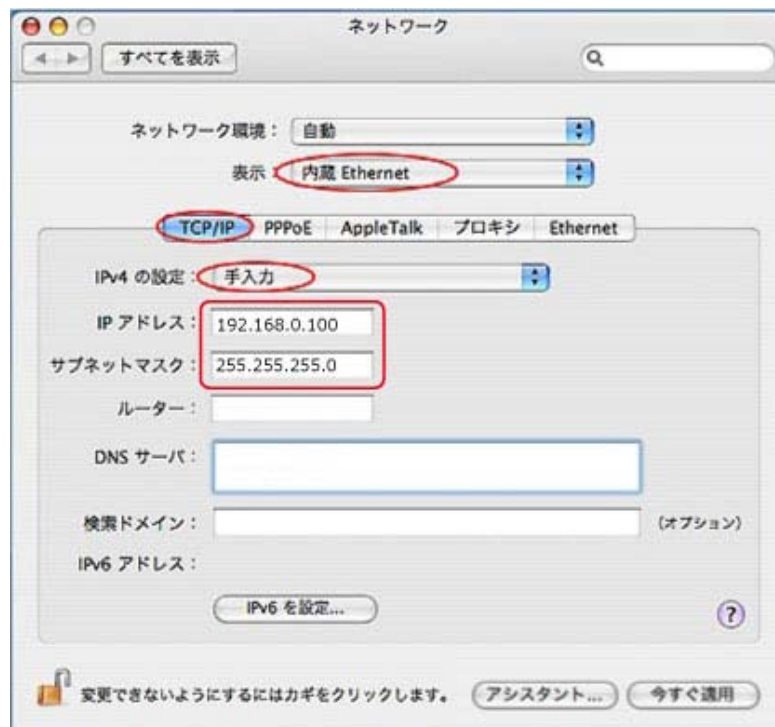 ネットワーク
すべてを表示
ネットワーク環境： 自動
表示： 内蔵 Ethernet
TCP/IP PPPoE AppleTalk プロキシ Ethernet
IPv4 の設定： 手入力
IP アドレス： 192.168.0.100
サブネットマスク： 255.255.255.0
ルーター：
DNS サーバ：
検索ドメイン： (オプション)
IPv6 アドレス：
IPv6 を設定...
?
変更できないようにするにはカギをクリックします。 アシスタント... 今すぐ適用